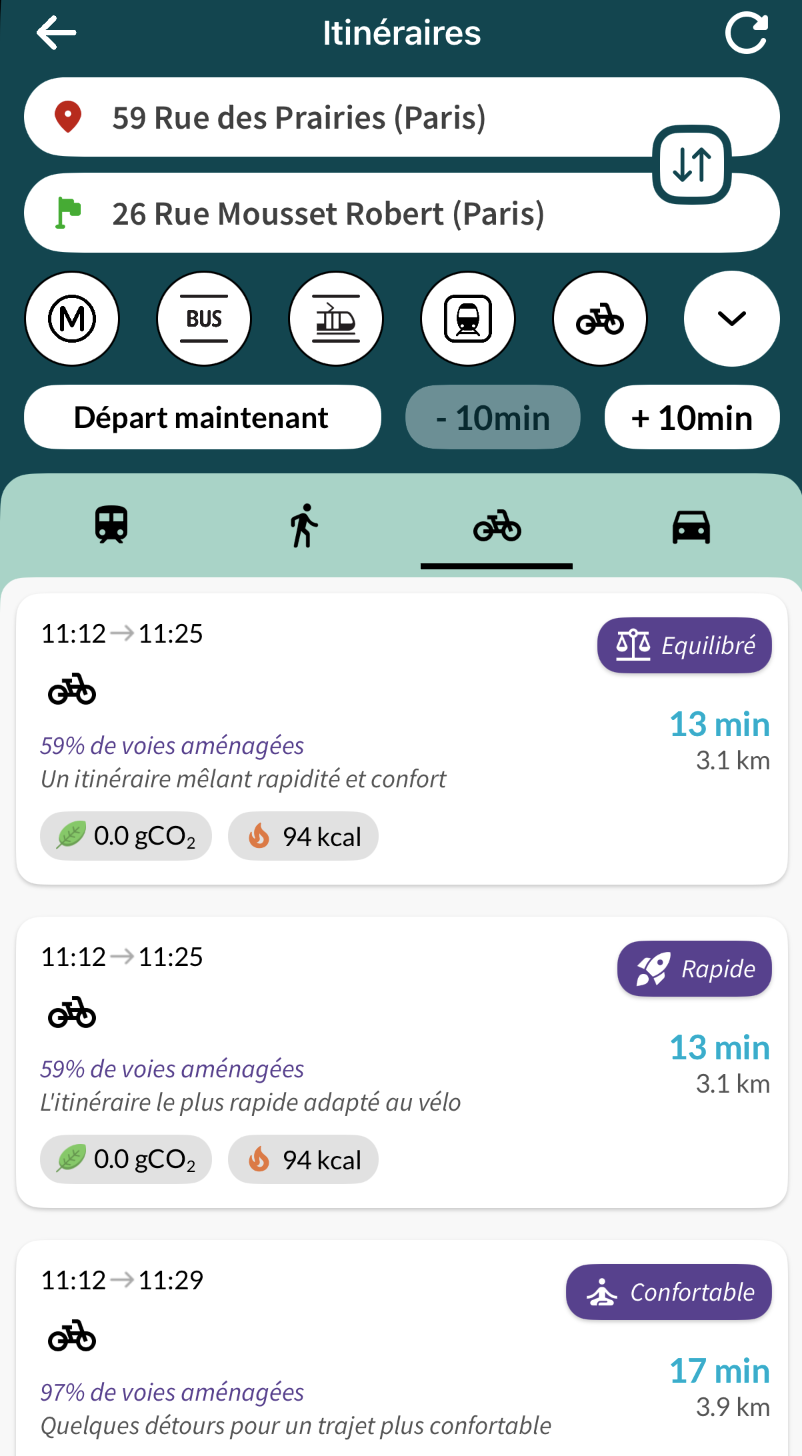 Itinéraires
59 Rue des Prairies (Paris)
26 Rue Mousset Robert (Paris)
M BUS
Départ maintenant - 10min + 10min
11:12→11:25 Equilibré
13 min
59% de voies aménagées
3.1 km
Un itinéraire mêlant rapidité et confort
0.0 gCO₂ 94 kcal
11:12→11:25 Rapide
13 min
59% de voies aménagées
3.1 km
L'itinéraire le plus rapide adapté au vélo
0.0 gCO₂ 94 kcal
11:12→11:29 Confortable
17 min
97% de voies aménagées
3.9 km
Quelques détours pour un trajet plus confortable